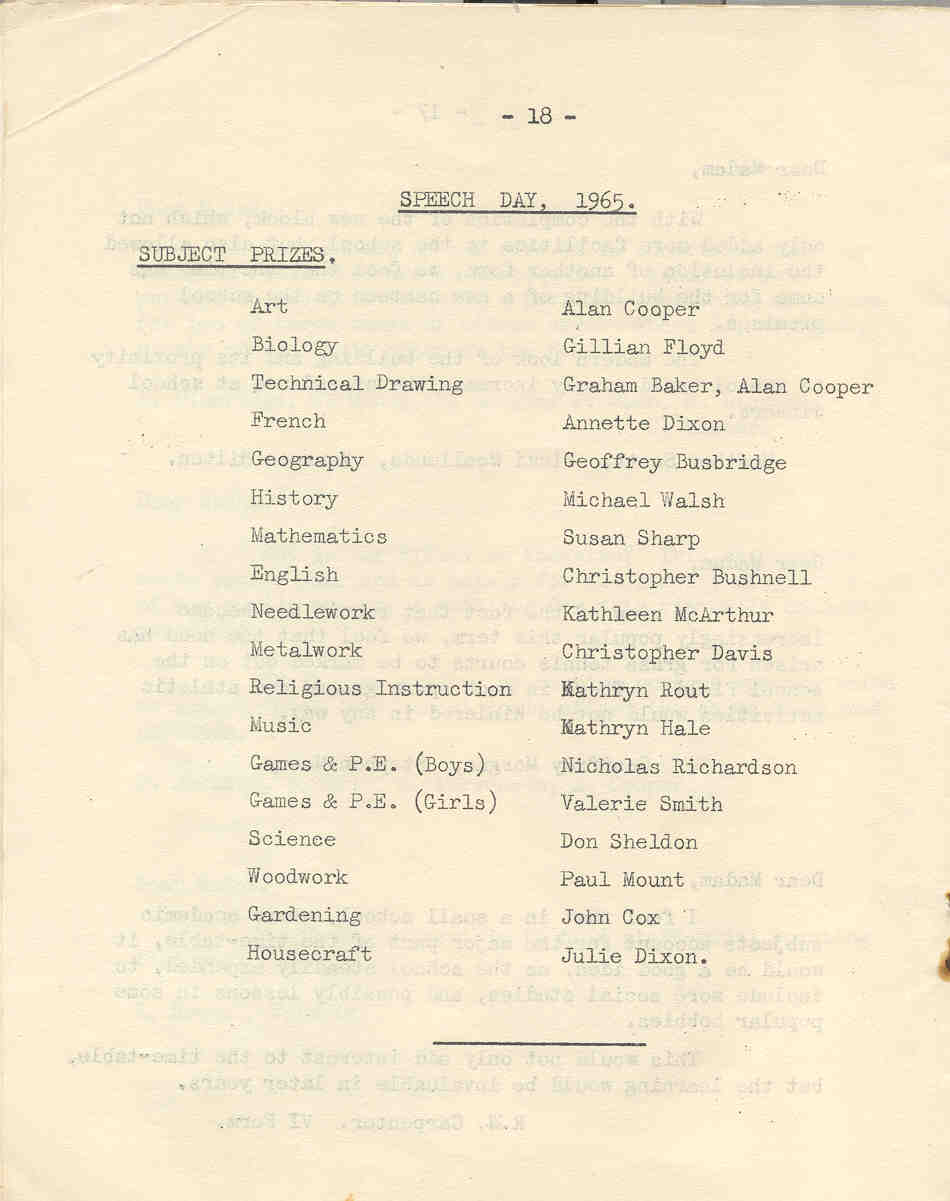 - 18 -
SPEECH DAY, 1965.
SUBJECT PRIZES.
Art Alan Cooper
Biology Gillian Floyd
Technical Drawing Graham Baker, Alan Cooper
French Annette Dixon
Geography Geoffrey Busbridge
History Michael Walsh
Mathematics Susan Sharp
English Christopher Bushnell
Needlework Kathleen McArthur
Metalwork Christopher Davis
Religious Instruction Kathryn Rout
Music Kathryn Hale
Games & P.E. (Boys) Nicholas Richardson
Games & P.E. (Girls) Valerie Smith
Science Don Sheldon
Woodwork Paul Mount
Gardening John Cox
Housecraft Julie Dixon.